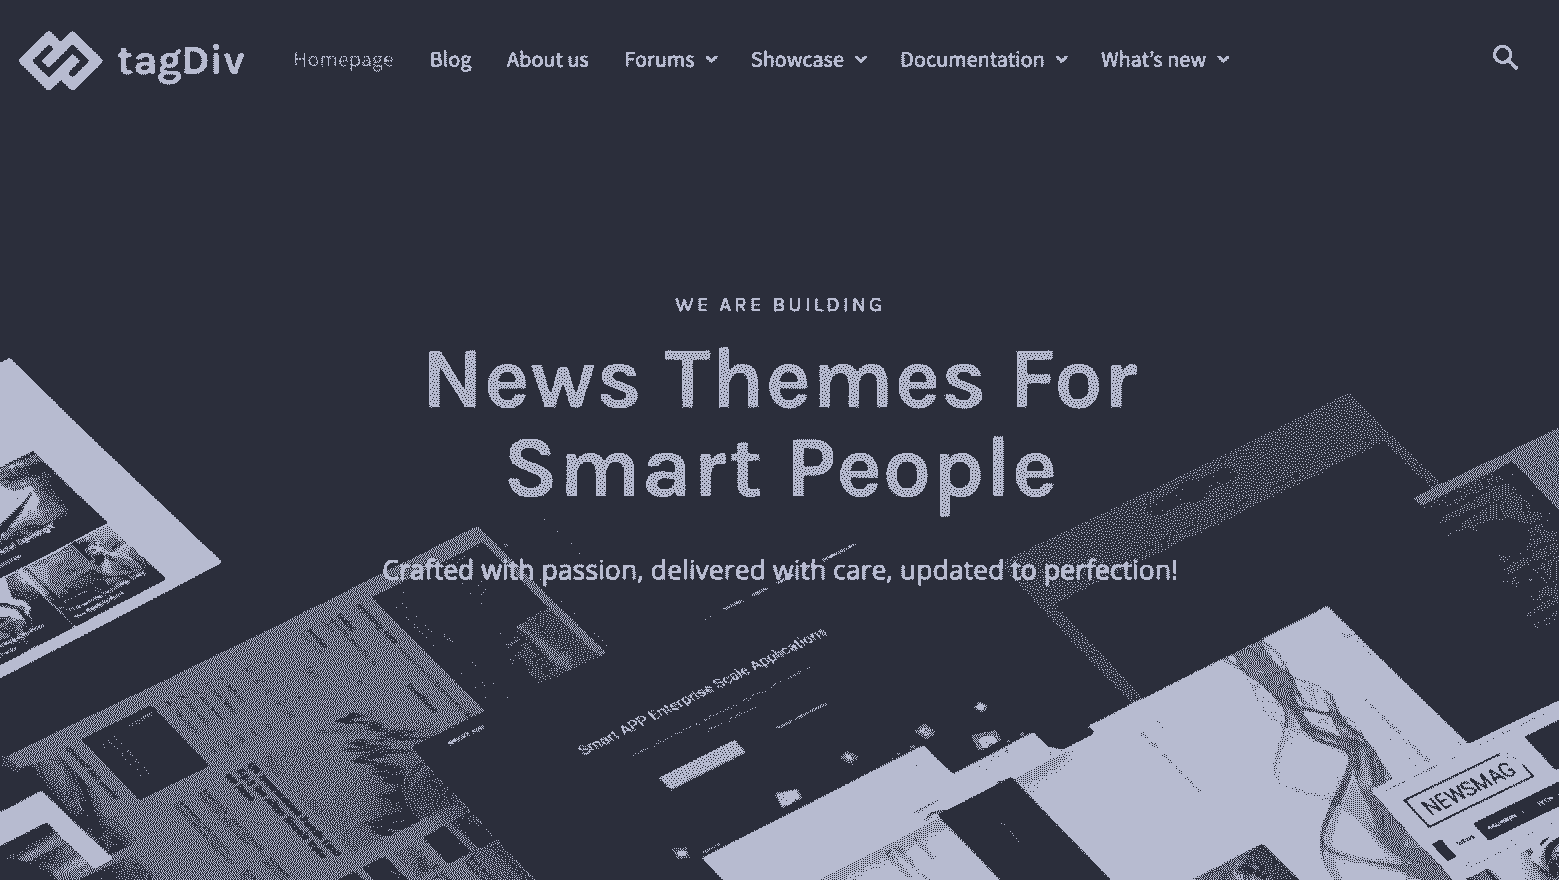 tagDiv
Homepage
Blog
About us
Forums
Showcase
Documentation
What's new
WE ARE BUILDING
News Themes For
Smart People
Crafted with passion, delivered with care, updated to perfection!
Smart APP Enterprise Scale Applications
NEWSMAG